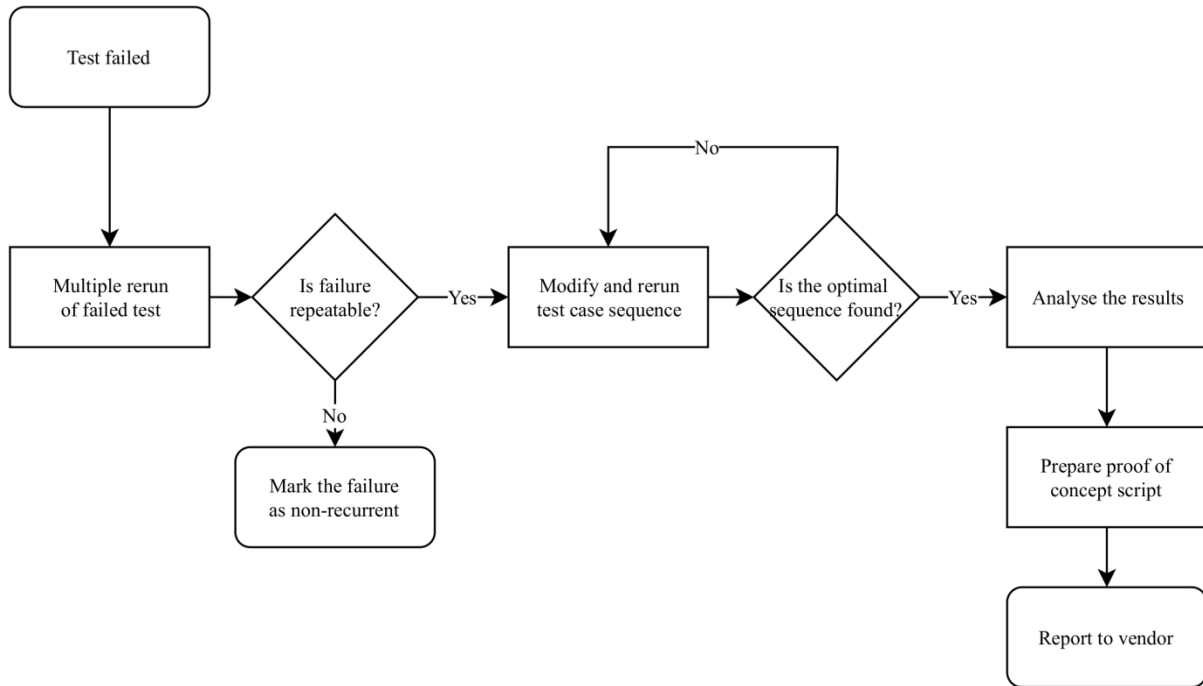 Test failed
No
Multiple rerun
of failed test
Is failure
repeatable?
Yes
Modify and rerun
test case sequence
Is the optimal
sequence found?
Yes
Analyse the results
No
Mark the failure
as non-recurrent
Prepare proof of
concept script
Report to vendor